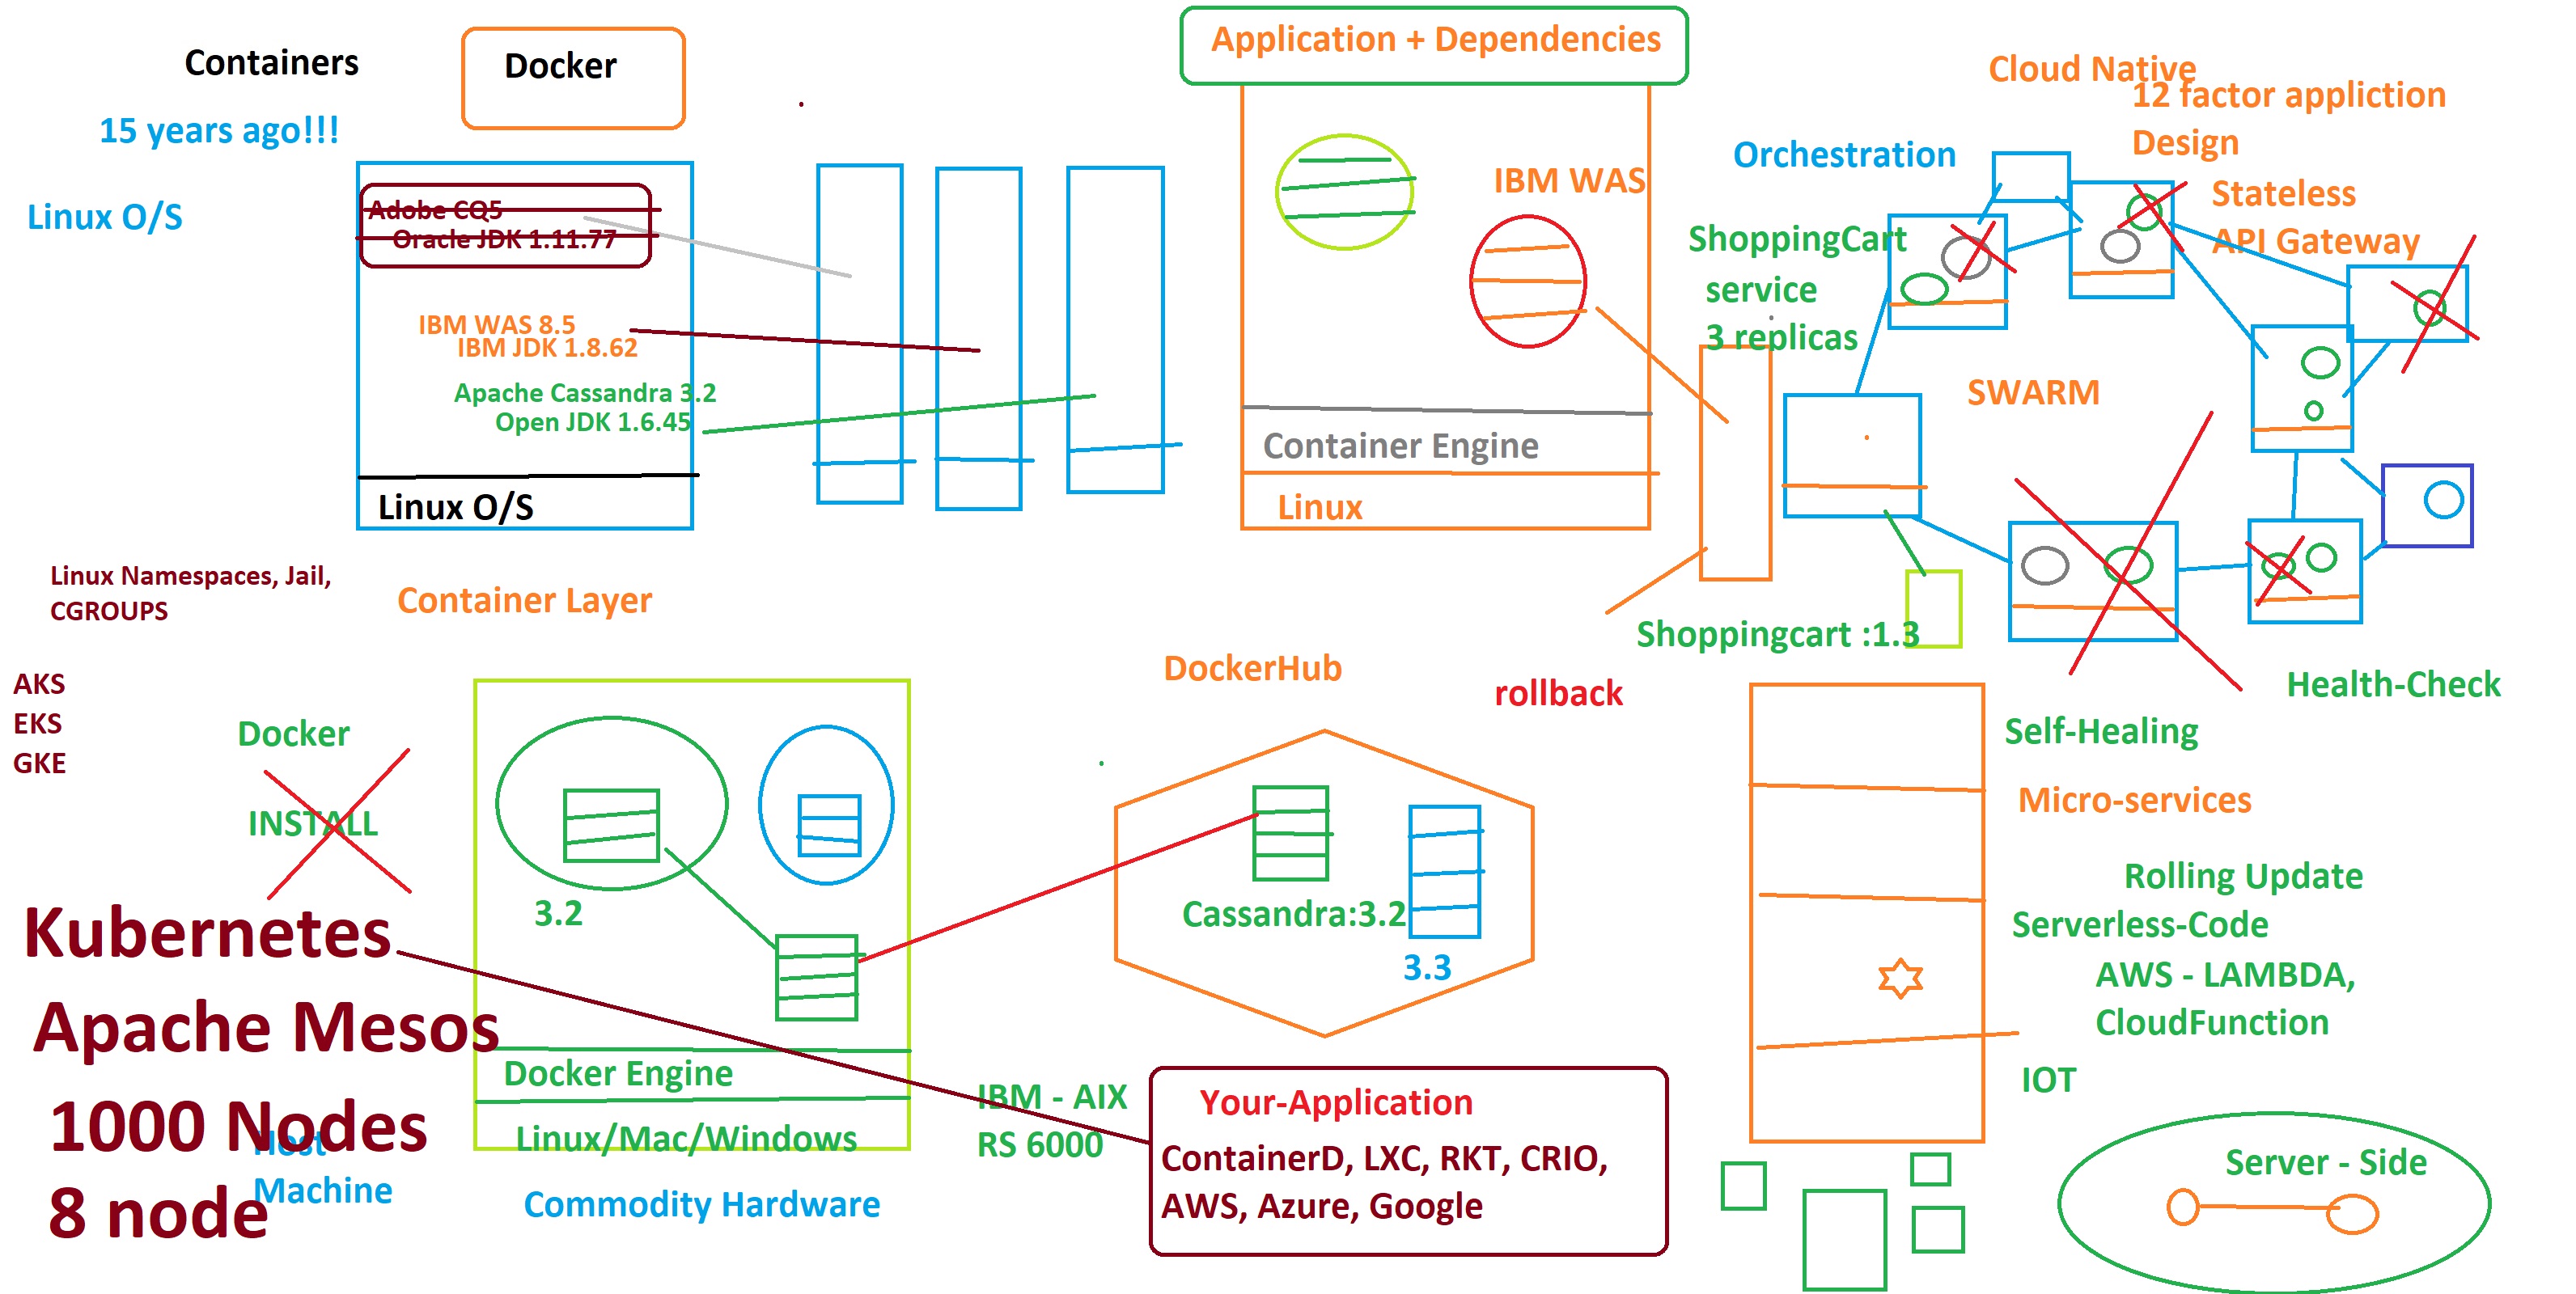 Containers
Docker
15 years ago!!!
Linux O/S
Adobe CQ5
Oracle JDK 1.11.77
IBM WAS 8.5
IBM JDK 1.8.62
Apache Cassandra 3.2
Open JDK 1.6.45
Linux O/S
Linux Namespaces, Jail,
CGROUPS
Container Layer
Application + Dependencies
IBM WAS
Container Engine
Linux
Cloud Native
12 factor appliction
Design
Orchestration
Stateless
API Gateway
ShoppingCart
service
3 replicas
SWARM
Shoppingcart :1.3
Health-Check
AKS
EKS
GKE
Docker
INSTALL
Kubernetes
Apache Mesos
1000 Nodes
8 node
Host
Machine
3.2
Docker Engine
Linux/Mac/Windows
Commodity Hardware
IBM - AIX
RS 6000
DockerHub
rollback
Cassandra:3.2
3.3
Your-Application
ContainerD, LXC, RKT, CRIO,
AWS, Azure, Google
Self-Healing
Micro-services
Rolling Update
Serverless-Code
AWS - LAMBDA,
CloudFunction
IOT
Server - Side